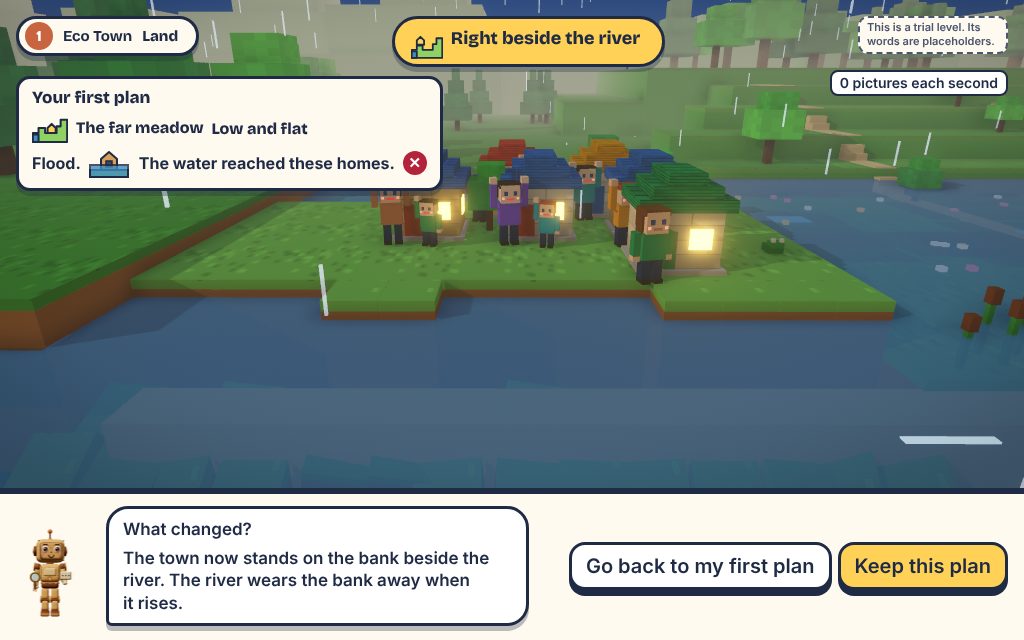 1 Eco Town Land
Right beside the river
This is a trial level. Its
words are placeholders.
0 pictures each second
Your first plan
The far meadow Low and flat
Flood. The water reached these homes.
What changed?
The town now stands on the bank beside the
river. The river wears the bank away when
it rises.
Go back to my first plan
Keep this plan